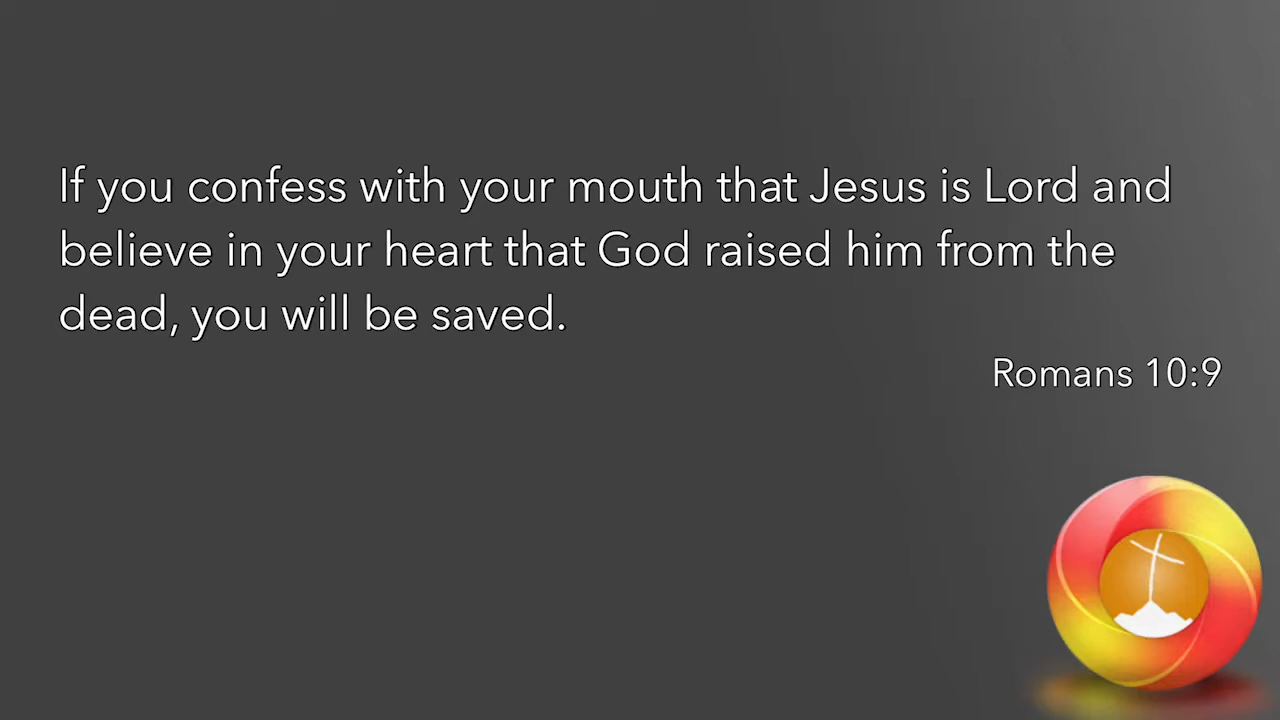 If you confess with your mouth that Jesus is Lord and
believe in your heart that God raised him from the
dead, you will be saved.
Romans 10:9